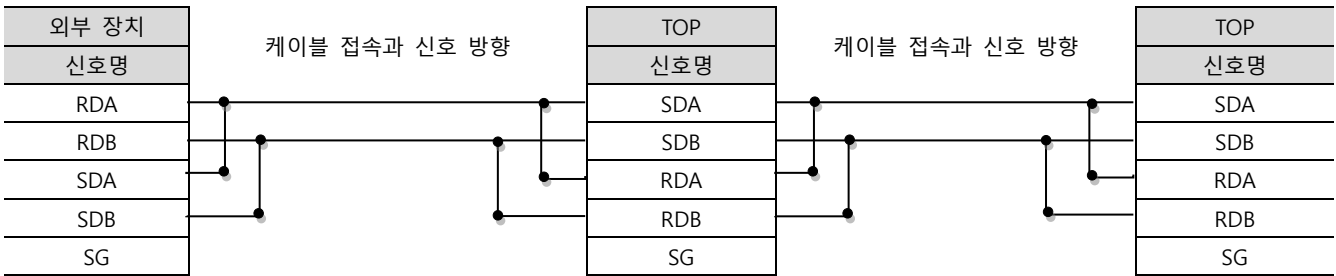 외부 장치 케이블 접속과 신호 방향 TOP 케이블 접속과 신호 방향 TOP
신호명 신호명 신호명
RDA SDA SDA
RDB SDB SDB
SDA RDA RDA
SDB RDB RDB
SG SG SG